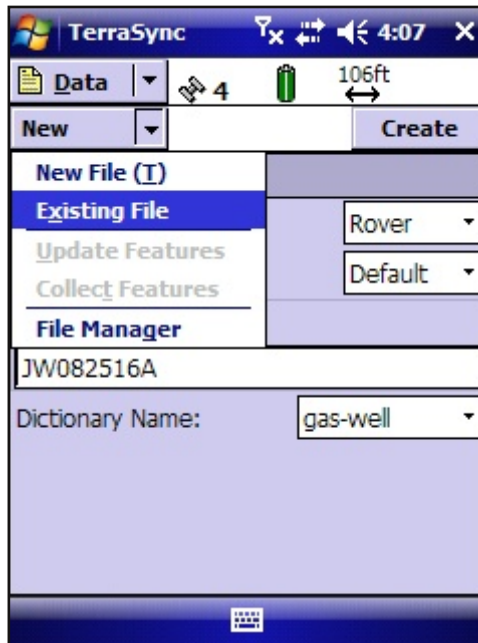 TerraSync 4:07
Data 4 106ft
New Create
New File (T)
Existing File
Rover
Update Features
Default
Collect Features
File Manager
JW082516A
Dictionary Name: gas-well